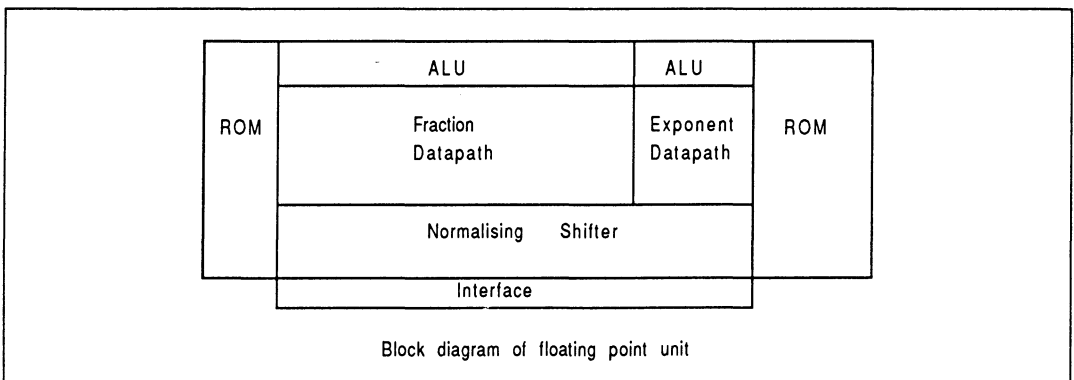 ALU ALU
ROM Fraction Exponent ROM
Datapath Datapath
Normalising Shifter
Interface
Block diagram of floating point unit